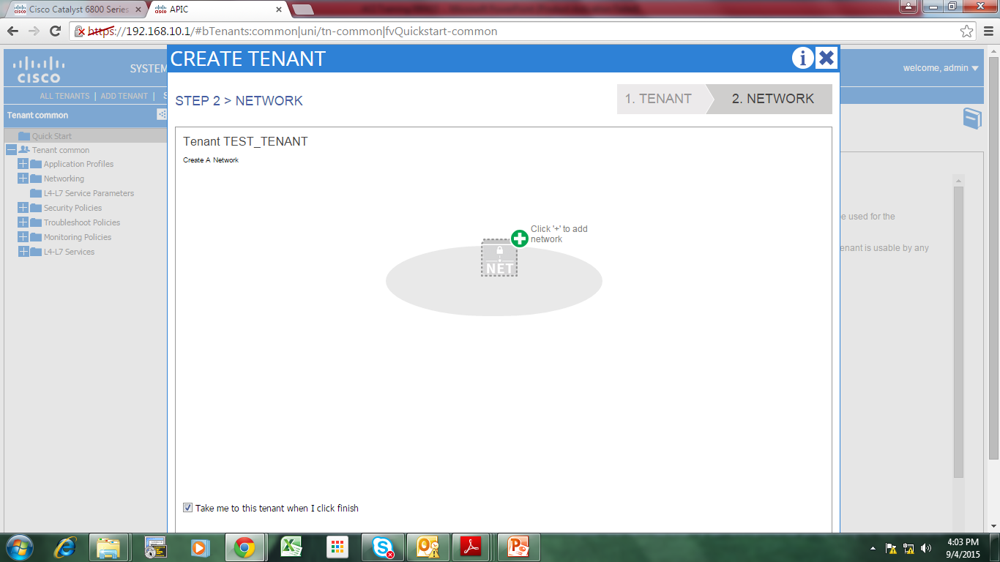 Cisco Catalyst 6800 Series
APIC
https://192.168.10.1/#bTenants:common|uni/tn-common|fvQuickstart-common
CISCO
SYSTEM
welcome, admin
ALL TENANTS | ADD TENANT | S
Tenant common
Quick Start
Tenant common
Application Profiles
Networking
L4-L7 Service Parameters
Security Policies
Troubleshoot Policies
Monitoring Policies
L4-L7 Services
CREATE TENANT
i
STEP 2 > NETWORK
1. TENANT
2. NETWORK
Tenant TEST_TENANT
Create A Network
Click '+' to add
network
NET
e used for the
enant is usable by any
Take me to this tenant when I click finish
4:03 PM
9/4/2015